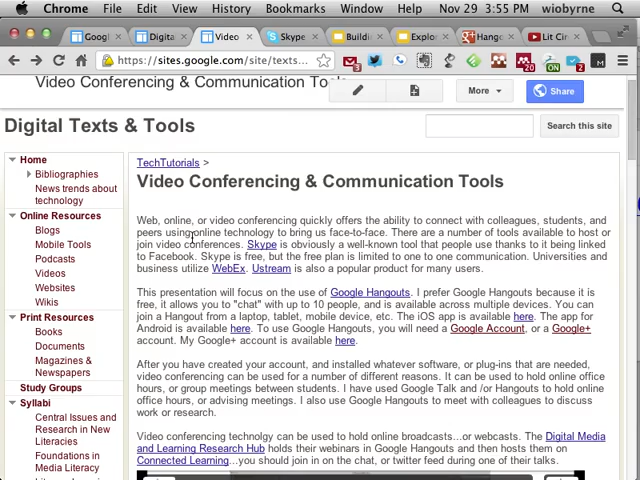 Chrome File Edit View History Bookmarks Window Help Nov 29 3:55 PM wiobyrne
Googl Digital Video Skype Buildi Explor Hange Lit Circ
https://sites.google.com/site/texts...
3 20 ON 2
Video Conferencing & Communication Tools
More
Share
Digital Texts & Tools
Search this site
Home
Bibliographies
News trends about
technology
Online Resources
Blogs
Mobile Tools
Podcasts
Videos
Websites
Wikis
Print Resources
Books
Documents
Magazines &
Newspapers
Study Groups
Syllabi
Central Issues and
Research in New
Literacies
Foundations in
Media Literacy
TechTutorials >
Video Conferencing & Communication Tools
Web, online, or video conferencing quickly offers the ability to connect with colleagues, students, and
peers using online technology to bring us face-to-face. There are a number of tools available to host or
join video conferences. Skype is obviously a well-known tool that people use thanks to it being linked
to Facebook. Skype is free, but the free plan is limited to one to one communication. Universities and
business utilize WebEx. Ustream is also a popular product for many users.
This presentation will focus on the use of Google Hangouts. I prefer Google Hangouts because it is
free, it allows you to "chat" with up to 10 people, and is available across multiple devices. You can
join a Hangout from a laptop, tablet, mobile device, etc. The iOS app is available here. The app for
Android is available here. To use Google Hangouts, you will need a Google Account, or a Google+
account. My Google+ account is available here.
After you have created your account, and installed whatever software, or plug-ins that are needed,
video conferencing can be used for a number of different reasons. It can be used to hold online office
hours, or group meetings between students. I have used Google Talk and /or Hangouts to hold online
office hours, or advising meetings. I also use Google Hangouts to meet with colleagues to discuss
work or research.
Video conferencing technolgy can be used to hold online broadcasts...or webcasts. The Digital Media
and Learning Research Hub holds their webinars in Google Hangouts and then hosts them on
Connected Learning...you should join in on the chat, or twitter feed during one of their talks.